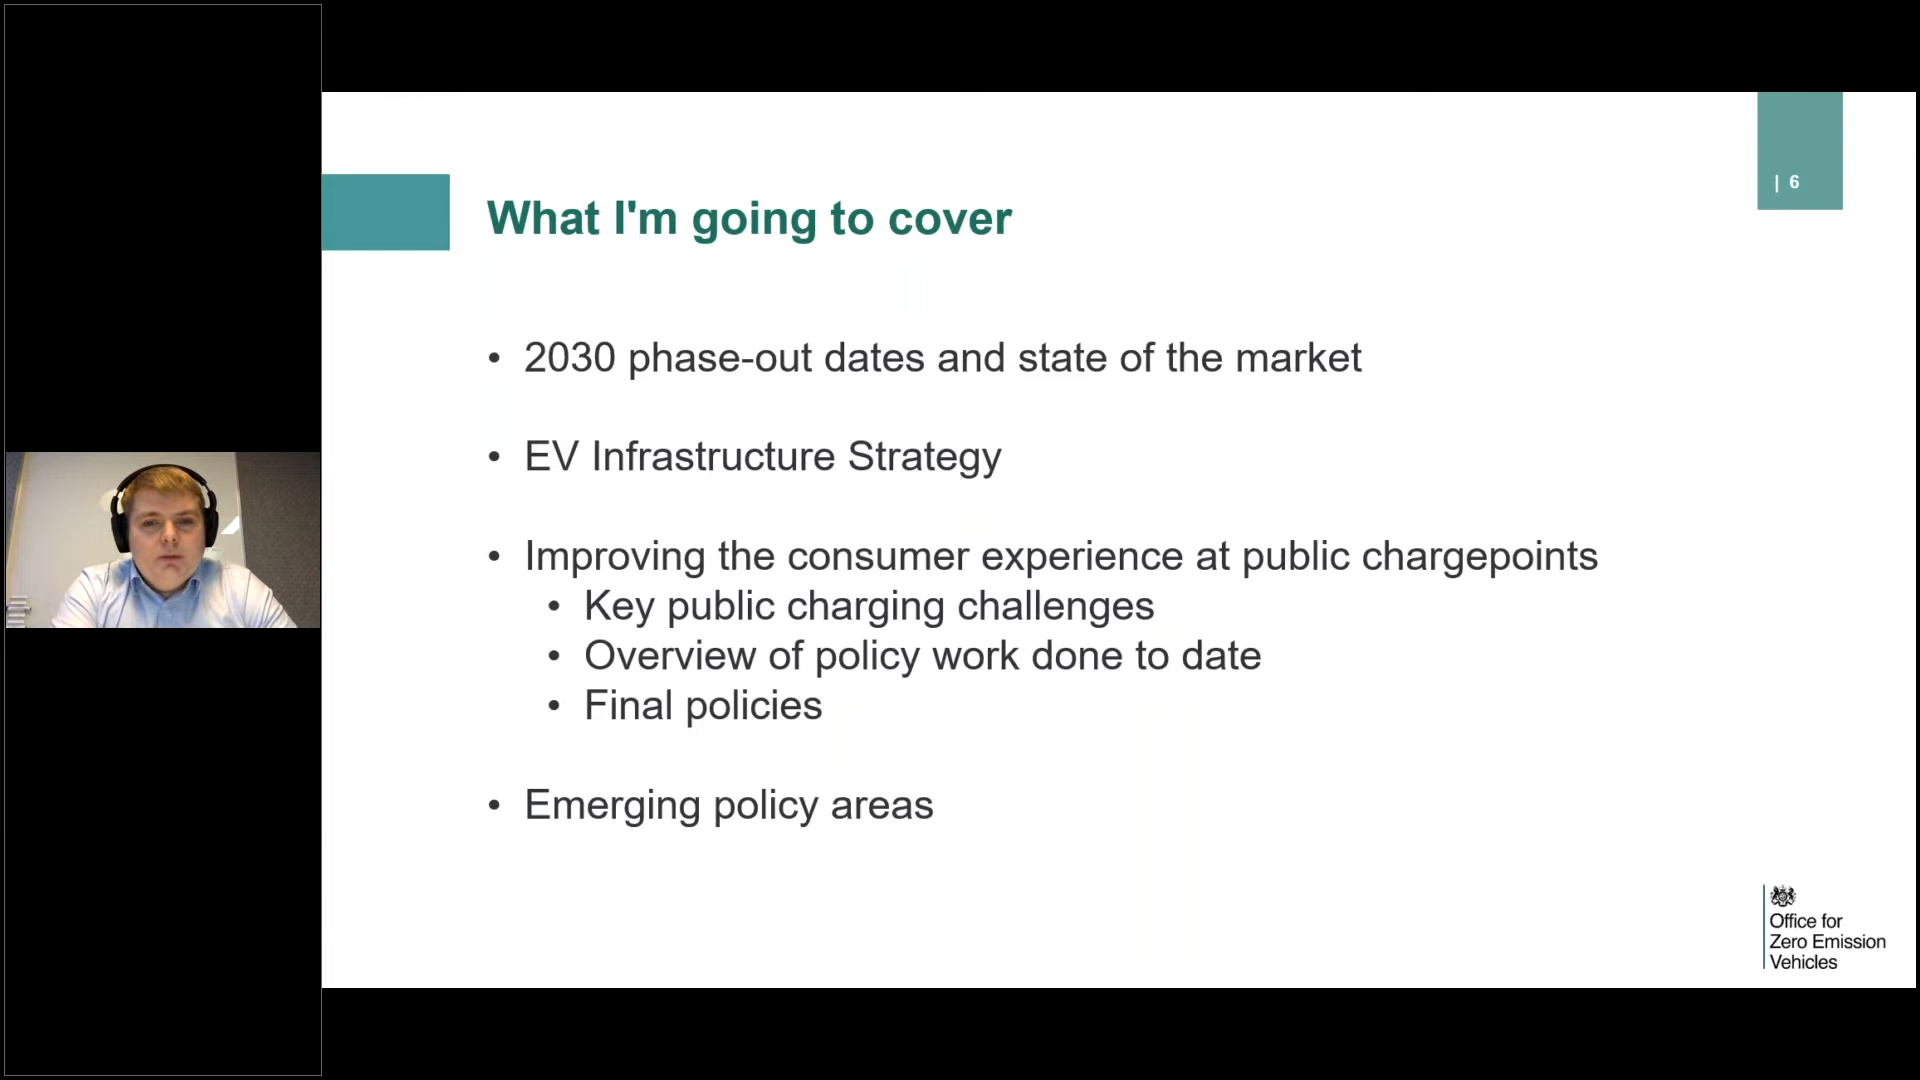 | 6
What I'm going to cover
• 2030 phase-out dates and state of the market
• EV Infrastructure Strategy
• Improving the consumer experience at public chargepoints
• Key public charging challenges
• Overview of policy work done to date
• Final policies
• Emerging policy areas
Office for
Zero Emission
Vehicles